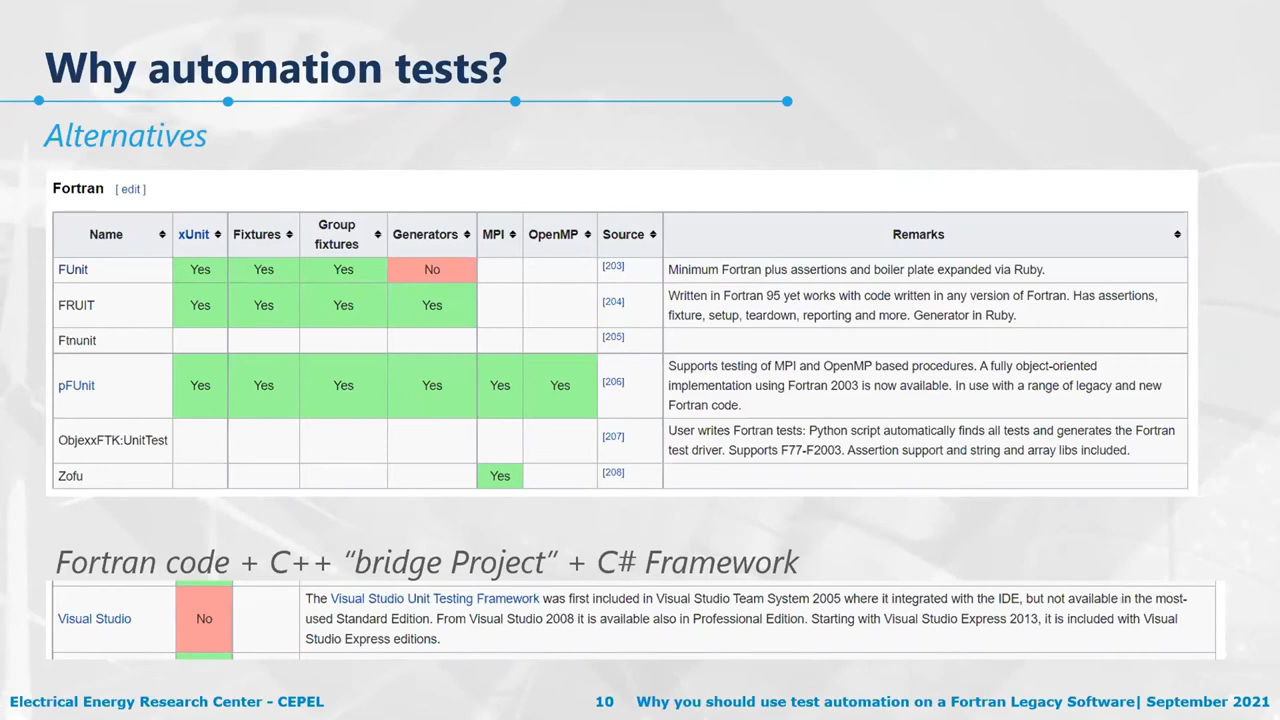 Why automation tests?
Alternatives
Fortran [ edit ]
Name xUnit Fixtures Group fixtures Generators MPI OpenMP Source Remarks
FUnit Yes Yes Yes No [203] Minimum Fortran plus assertions and boiler plate expanded via Ruby.
FRUIT Yes Yes Yes Yes [204] Written in Fortran 95 yet works with code written in any version of Fortran. Has assertions,
fixture, setup, teardown, reporting and more. Generator in Ruby.
Ftnunit [205]
pFUnit Yes Yes Yes Yes Yes Yes [206] Supports testing of MPI and OpenMP based procedures. A fully object-oriented
implementation using Fortran 2003 is now available. In use with a range of legacy and new
Fortran code.
ObjexxFTK:UnitTest [207] User writes Fortran tests: Python script automatically finds all tests and generates the Fortran
test driver. Supports F77-F2003. Assertion support and string and array libs included.
Zofu Yes [208]
Fortran code + C++ “bridge Project” + C# Framework
Visual Studio No The Visual Studio Unit Testing Framework was first included in Visual Studio Team System 2005 where it integrated with the IDE, but not available in the most-
used Standard Edition. From Visual Studio 2008 it is available also in Professional Edition. Starting with Visual Studio Express 2013, it is included with Visual
Studio Express editions.
Electrical Energy Research Center - CEPEL 10 Why you should use test automation on a Fortran Legacy Software| September 2021